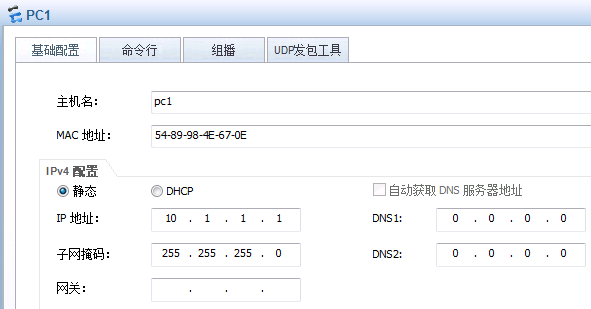 PC1
基础配置 命令行 组播 UDP发包工具
主机名: pc1
MAC 地址: 54-89-98-4E-67-0E
IPv4 配置
静态 DHCP 自动获取 DNS 服务器地址
IP 地址: 10 . 1 . 1 . 1 DNS1: 0 . 0 . 0 . 0
子网掩码: 255 . 255 . 255 . 0 DNS2: 0 . 0 . 0 . 0
网关: . . .